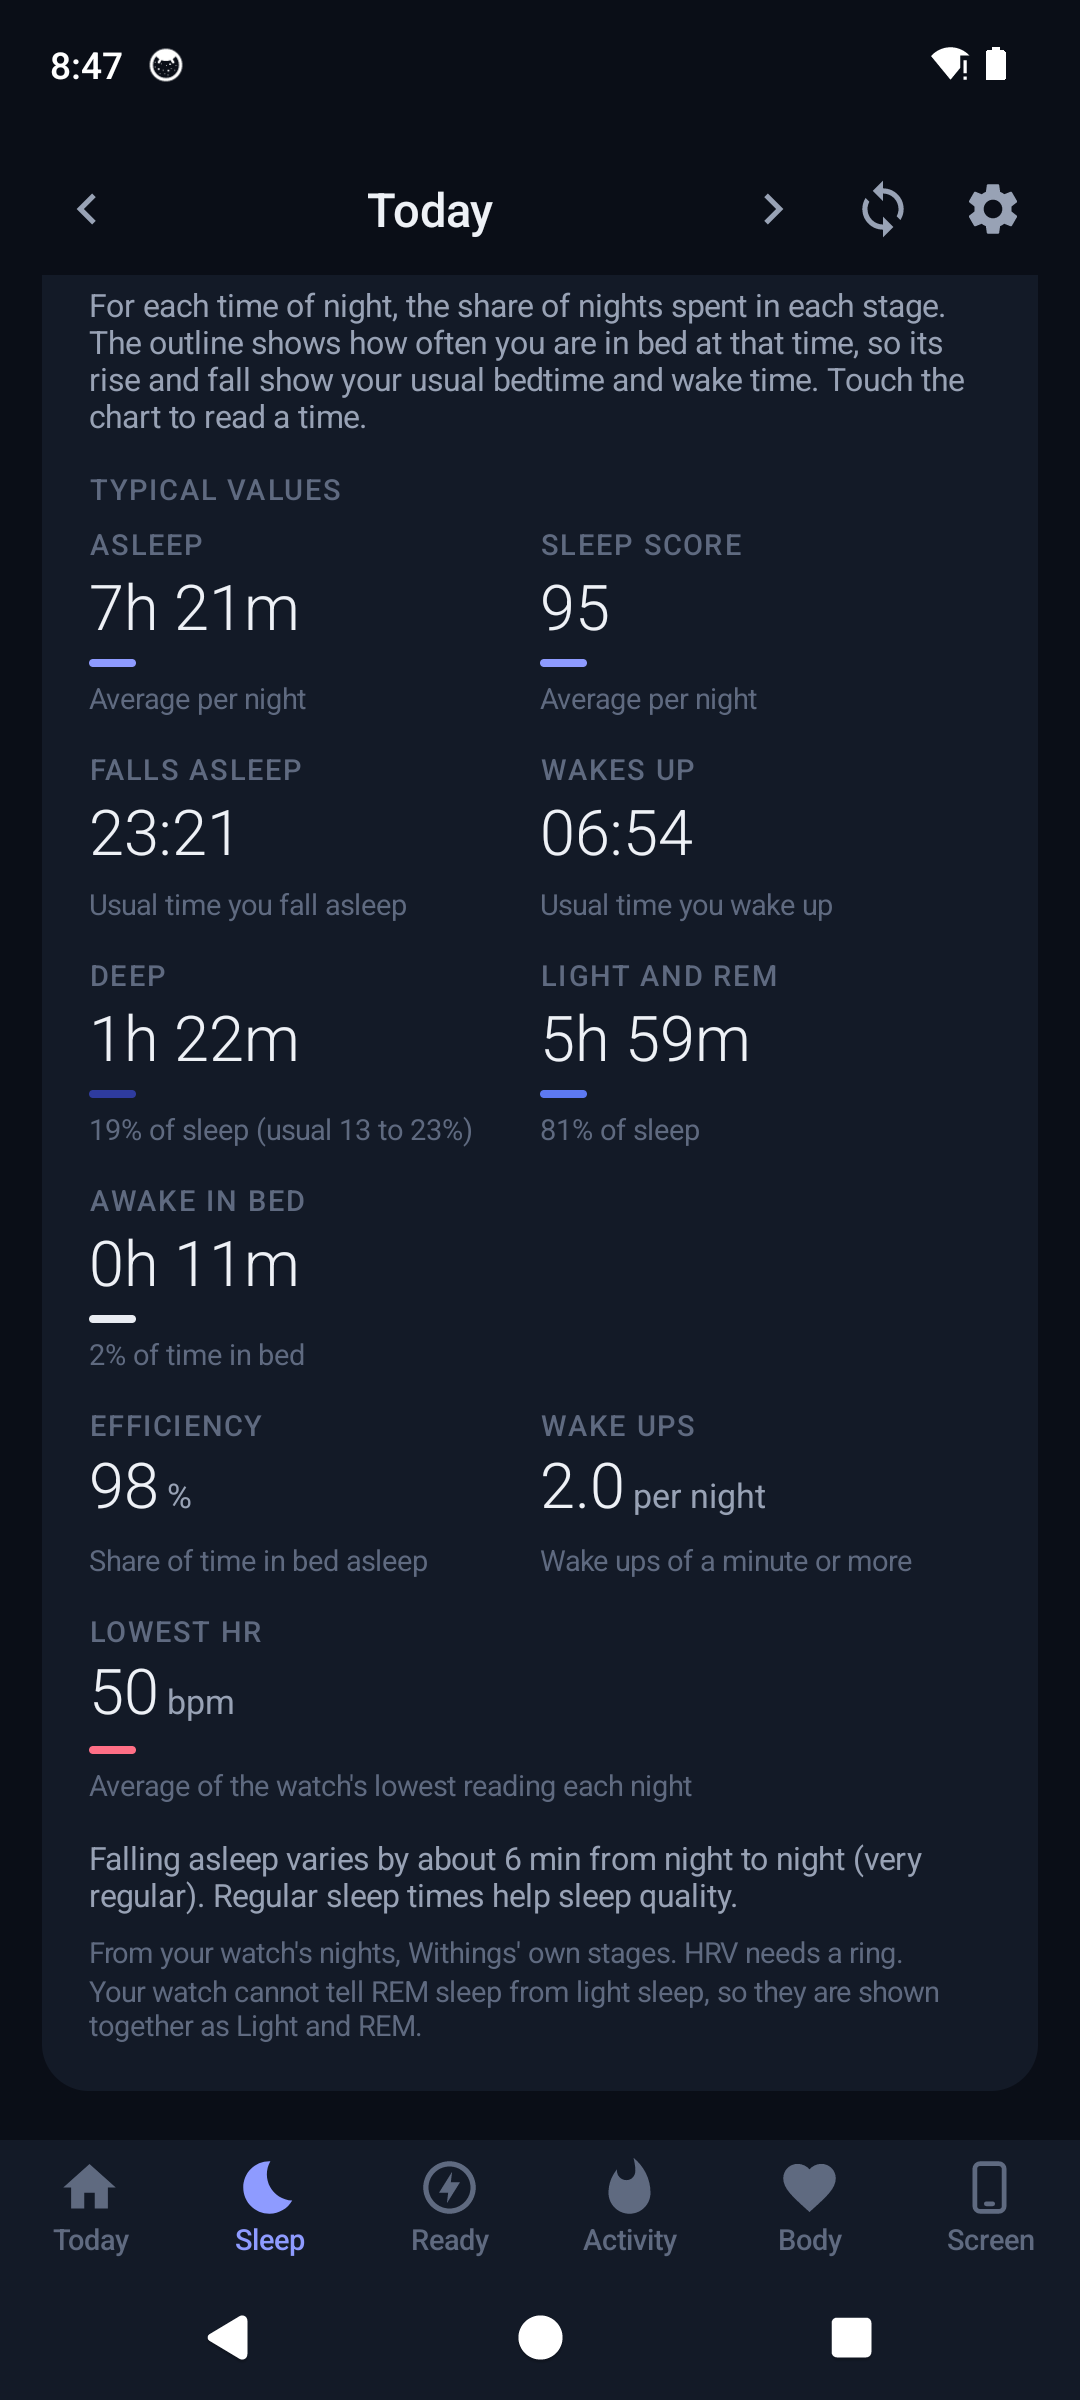 8:47
Today
For each time of night, the share of nights spent in each stage.
The outline shows how often you are in bed at that time, so its
rise and fall show your usual bedtime and wake time. Touch the
chart to read a time.
TYPICAL VALUES
ASLEEP
7h 21m
Average per night
SLEEP SCORE
95
Average per night
FALLS ASLEEP
23:21
Usual time you fall asleep
WAKES UP
06:54
Usual time you wake up
DEEP
1h 22m
19% of sleep (usual 13 to 23%)
LIGHT AND REM
5h 59m
81% of sleep
AWAKE IN BED
0h 11m
2% of time in bed
EFFICIENCY
98 %
Share of time in bed asleep
WAKE UPS
2.0 per night
Wake ups of a minute or more
LOWEST HR
50 bpm
Average of the watch's lowest reading each night
Falling asleep varies by about 6 min from night to night (very
regular). Regular sleep times help sleep quality.
From your watch's nights, Withings' own stages. HRV needs a ring.
Your watch cannot tell REM sleep from light sleep, so they are shown
together as Light and REM.
Today
Sleep
Ready
Activity
Body
Screen